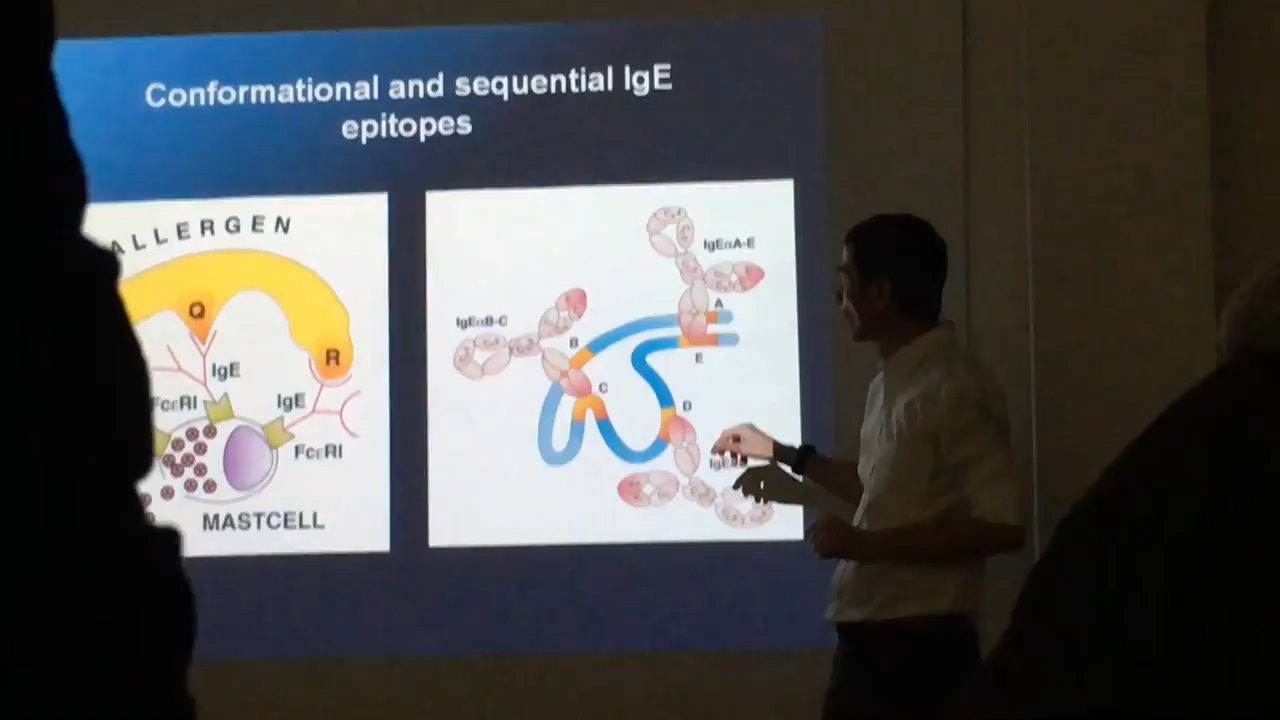 Conformational and sequential IgE
epitopes
ALLERGEN
Q
R
IgE
IgE
FcεRI
FcεRI
MASTCELL
IgEαA-E
A
IgEαB-C
B
E
C
D